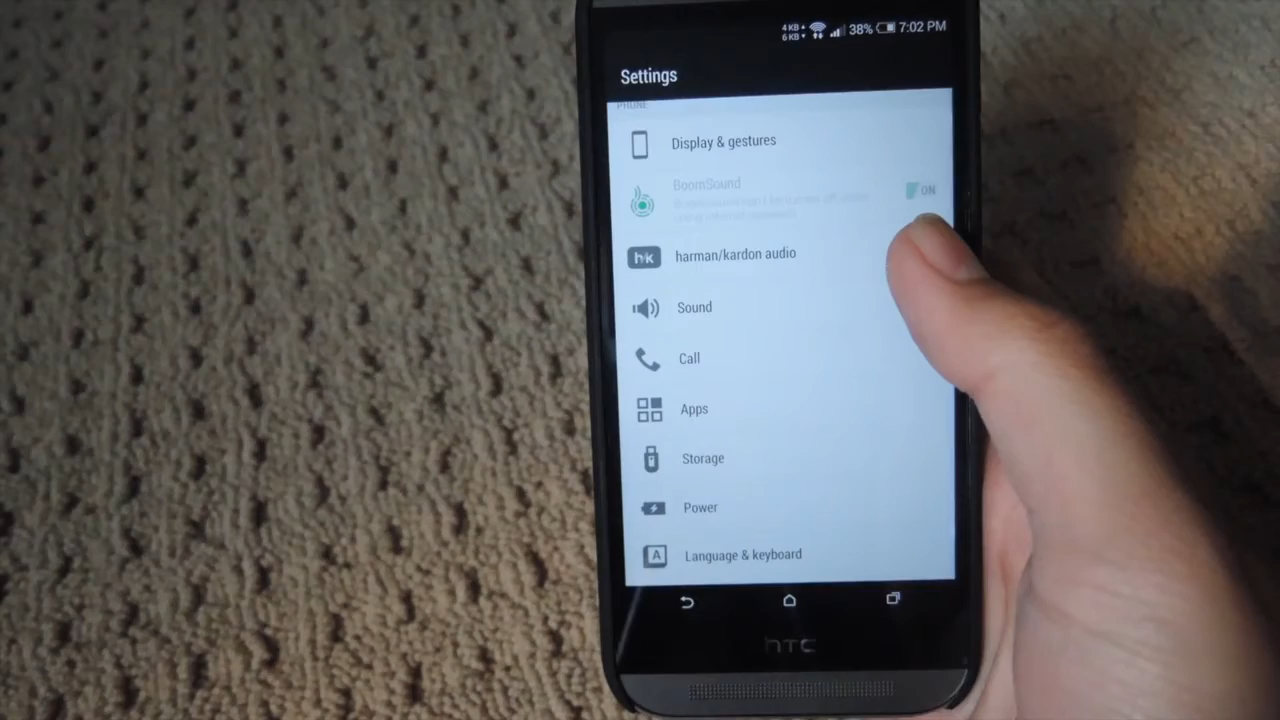 4 KB
6 KB
38%
7:02 PM
Settings
PHONE
Display & gestures
BoomSound
ON
h/k
harman/kardon audio
Sound
Call
Apps
Storage
Power
A
Language & keyboard
hTC